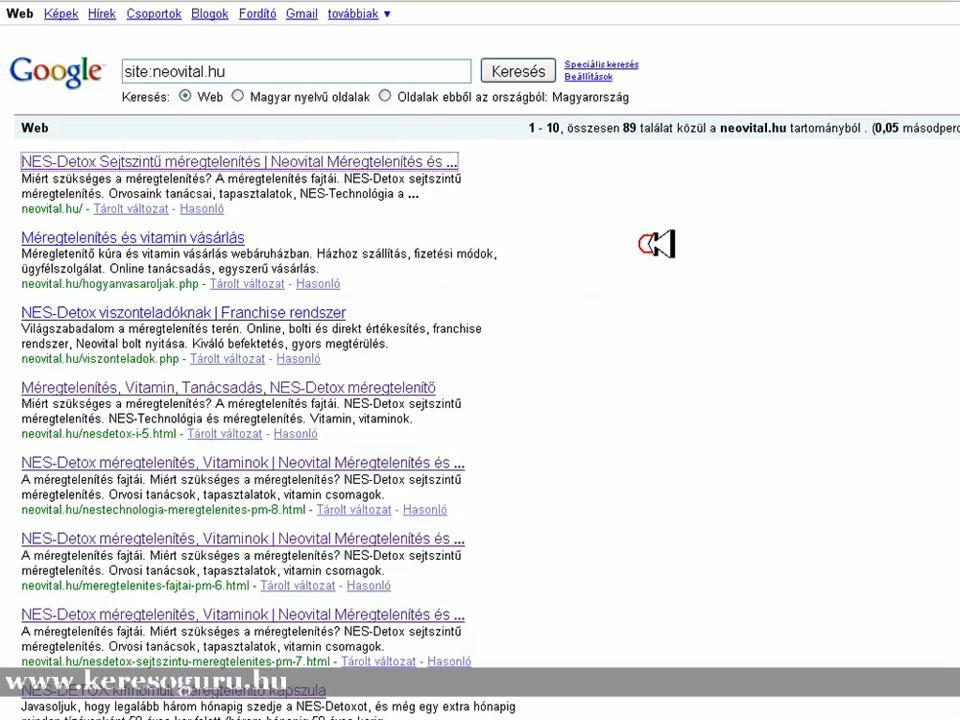 Web Képek Hírek Csoportok Blogok Fordító Gmail továbbiak ▼
Google site:neovital.hu Keresés Speciális keresés
Beállítások
Keresés: Web Magyar nyelvű oldalak Oldalak ebből az országból: Magyarország
Web 1 - 10, összesen 89 találat közül a neovital.hu tartományból . (0,05 másodperc
NES-Detox Sejtszintű méregtelenítés | Neovital Méregtelenítés és ...
Miért szükséges a méregtelenítés? A méregtelenítés fajtái. NES-Detox sejtszintű
méregtelenítés. Orvosaink tanácsai, tapasztalatok, NES-Technológia a ...
neovital.hu/ - Tárolt változat - Hasonló
Méregtelenítés és vitamin vásárlás
Méregletenítő kúra és vitamin vásárlás webáruházban. Házhoz szállítás, fizetési módok,
ügyfélszolgálat. Online tanácsadás, egyszerű vásárlás.
neovital.hu/hogyanvasaroljak.php - Tárolt változat - Hasonló
NES-Detox viszonteladóknak | Franchise rendszer
Világszabadalom a méregtelenítés terén. Online, bolti és direkt értékesítés, franchise
rendszer, Neovital bolt nyitása. Kiváló befektetés, gyors megtérülés.
neovital.hu/viszonteladok.php - Tárolt változat - Hasonló
Méregtelenítés, Vitamin, Tanácsadás, NES-Detox méregtelenítő
Miért szükséges a méregtelenítés? A méregtelenítés fajtái. NES-Detox sejtszintű
méregtelenítés. NES-Technológia és méregtelenítés. Vitamin, vitaminok.
neovital.hu/nesdetox-i-5.html - Tárolt változat - Hasonló
NES-Detox méregtelenítés, Vitaminok | Neovital Méregtelenítés és ...
A méregtelenítés fajtái. Miért szükséges a méregtelenítés? NES-Detox sejtszintű
méregtelenítés. Orvosi tanácsok, tapasztalatok, vitamin csomagok.
neovital.hu/nestechnologia-meregtelenites-pm-8.html - Tárolt változat - Hasonló
NES-Detox méregtelenítés, Vitaminok | Neovital Méregtelenítés és ...
A méregtelenítés fajtái. Miért szükséges a méregtelenítés? NES-Detox sejtszintű
méregtelenítés. Orvosi tanácsok, tapasztalatok, vitamin csomagok.
neovital.hu/meregtelenites-fajtai-pm-6.html - Tárolt változat - Hasonló
NES-Detox méregtelenítés, Vitaminok | Neovital Méregtelenítés és ...
A méregtelenítés fajtái. Miért szükséges a méregtelenítés? NES-Detox sejtszintű
méregtelenítés. Orvosi tanácsok, tapasztalatok, vitamin csomagok.
neovital.hu/nesdetox-sejtszintu-meregtelenites-pm-7.html - Tárolt változat - Hasonló
www.keresoguru.hu
NES-DETOX kifinomult méregtelenítő kapszula
Javasoljuk, hogy legalább három hónapig szedje a NES-Detoxot, és még egy extra hónapig